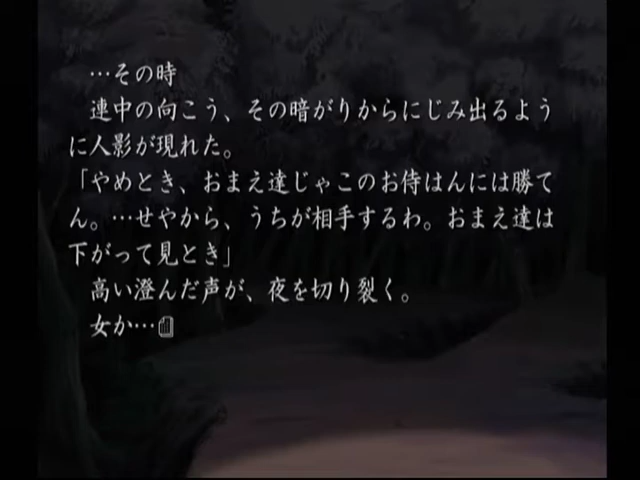 …その時
連中の向こう、その暗がりからにじみ出るよう
に人影が現れた。
「やめとき、おまえ達じゃこのお侍はんには勝て
ん。…せやから、うちが相手するわ。おまえ達は
下がって見とき」
高い澄んだ声が、夜を切り裂く。
女か…